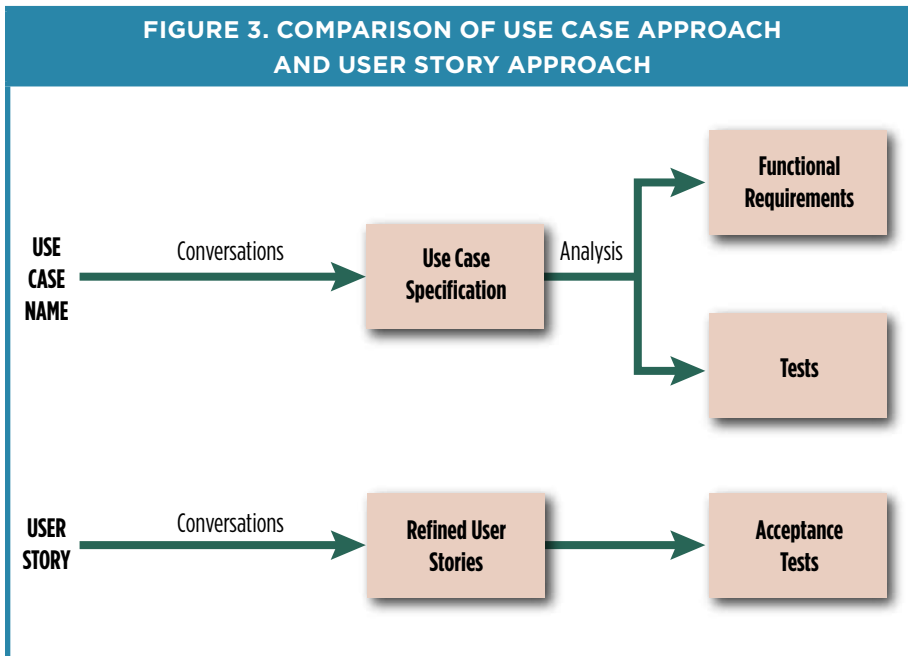 FIGURE 3. COMPARISON OF USE CASE APPROACH
AND USER STORY APPROACH
USE
CASE
NAME
Conversations
Use Case
Specification
Analysis
Functional
Requirements
Tests
USER
STORY
Conversations
Refined User
Stories
Acceptance
Tests